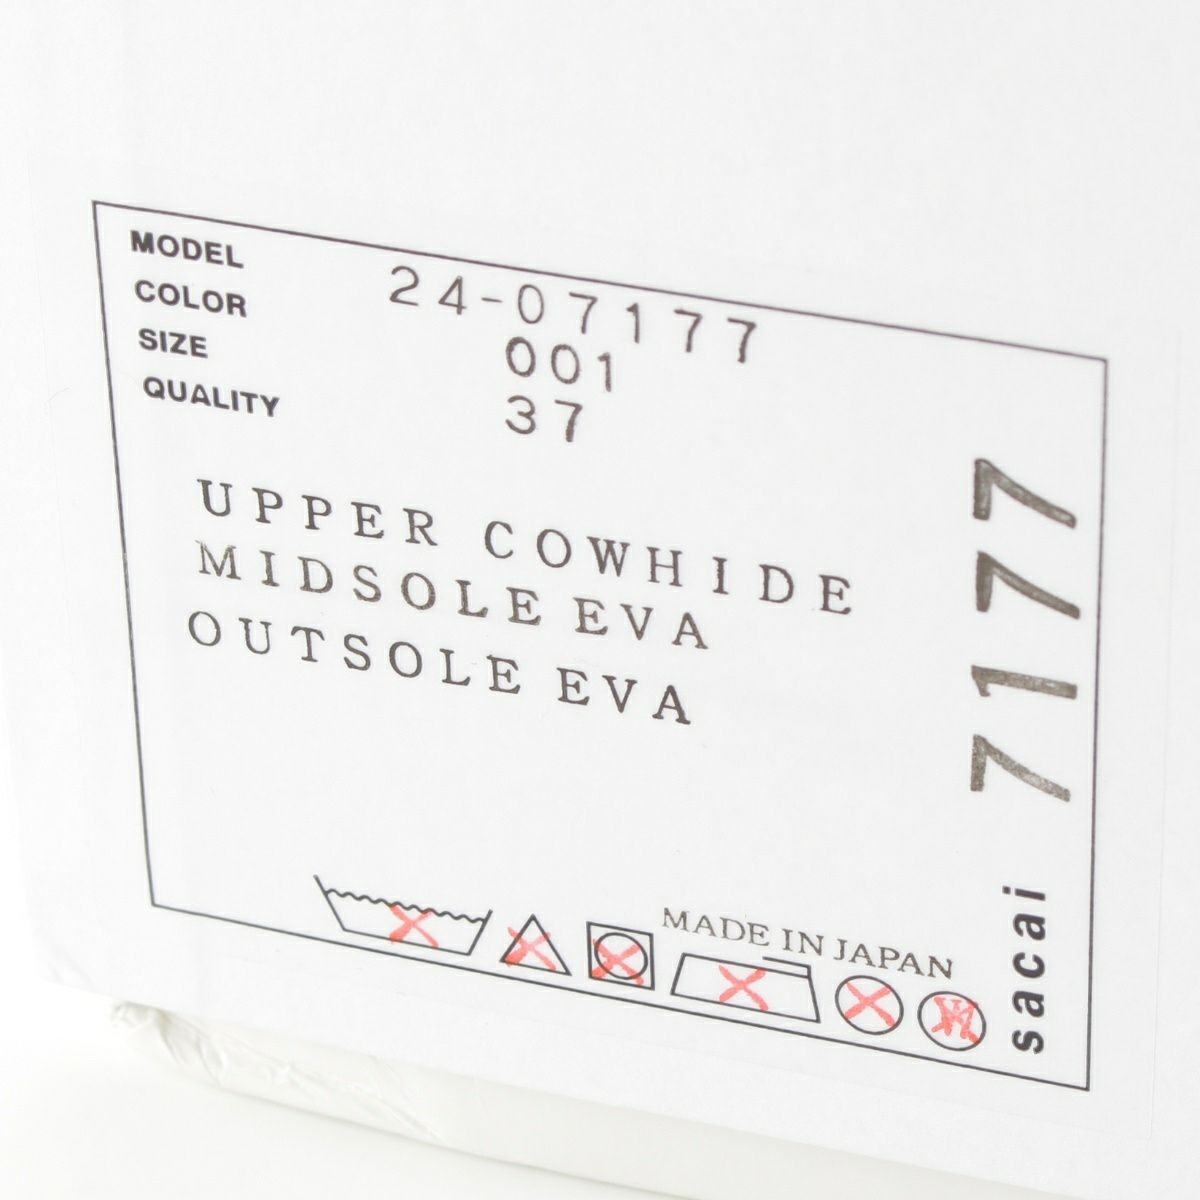 MODEL 24-07177
COLOR 001
SIZE 37
QUALITY
UPPER COWHIDE
MIDSOLE EVA
OUTSOLE EVA
MADE IN JAPAN
sacai 7177
W